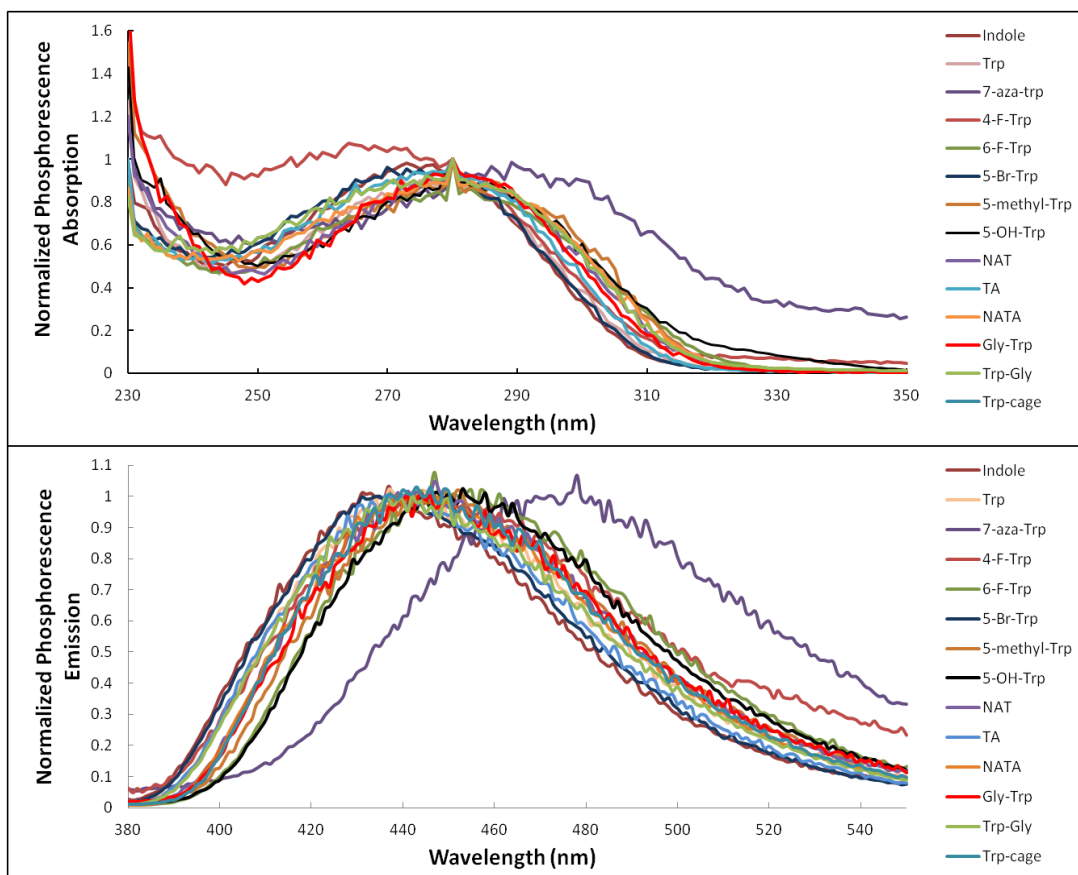 Normalized Phosphorescence
Absorption
1.6
1.4
1.2
1
0.8
0.6
0.4
0.2
0
230
250
270
290
310
330
350
Wavelength (nm)
Indole
Trp
7-aza-trp
4-F-Trp
6-F-Trp
5-Br-Trp
5-methyl-Trp
5-OH-Trp
NAT
TA
NATA
Gly-Trp
Trp-Gly
Trp-cage
Normalized Phosphorescence
Emission
1.1
1
0.9
0.8
0.7
0.6
0.5
0.4
0.3
0.2
0.1
0
380
400
420
440
460
480
500
520
540
Wavelength (nm)
Indole
Trp
7-aza-Trp
4-F-Trp
6-F-Trp
5-Br-Trp
5-methyl-Trp
5-OH-Trp
NAT
TA
NATA
Gly-Trp
Trp-Gly
Trp-cage